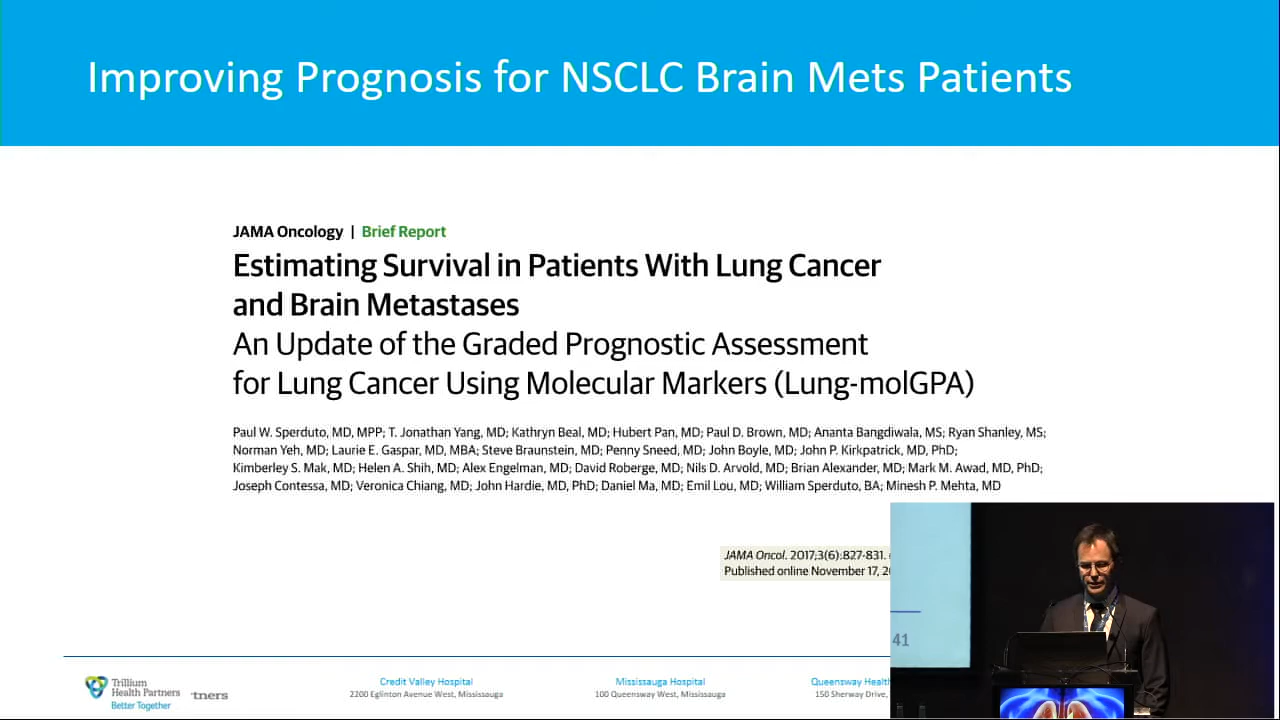 Improving Prognosis for NSCLC Brain Mets Patients
JAMA Oncology | Brief Report
Estimating Survival in Patients With Lung Cancer
and Brain Metastases
An Update of the Graded Prognostic Assessment
for Lung Cancer Using Molecular Markers (Lung-molGPA)
Paul W. Sperduto, MD, MPP; T. Jonathan Yang, MD; Kathryn Beal, MD; Hubert Pan, MD; Paul D. Brown, MD; Ananta Bangdiwala, MS; Ryan Shanley, MS;
Norman Yeh, MD; Laurie E. Gaspar, MD, MBA; Steve Braunstein, MD; Penny Sneed, MD; John Boyle, MD; John P. Kirkpatrick, MD, PhD;
Kimberley S. Mak, MD; Helen A. Shih, MD; Alex Engelman, MD; David Roberge, MD; Nils D. Arvold, MD; Brian Alexander, MD; Mark M. Awad, MD, PhD;
Joseph Contessa, MD; Veronica Chiang, MD; John Hardie, MD, PhD; Daniel Ma, MD; Emil Lou, MD; William Sperduto, BA; Minesh P. Mehta, MD
JAMA Oncol. 2017;3(6):827-831.
Published online November 17, 20
41
Trillium
Health Partners
Better Together
tners
Credit Valley Hospital
2200 Eglinton Avenue West, Mississauga
Mississauga Hospital
100 Queensway West, Mississauga
Queensway Health
150 Sherway Drive,